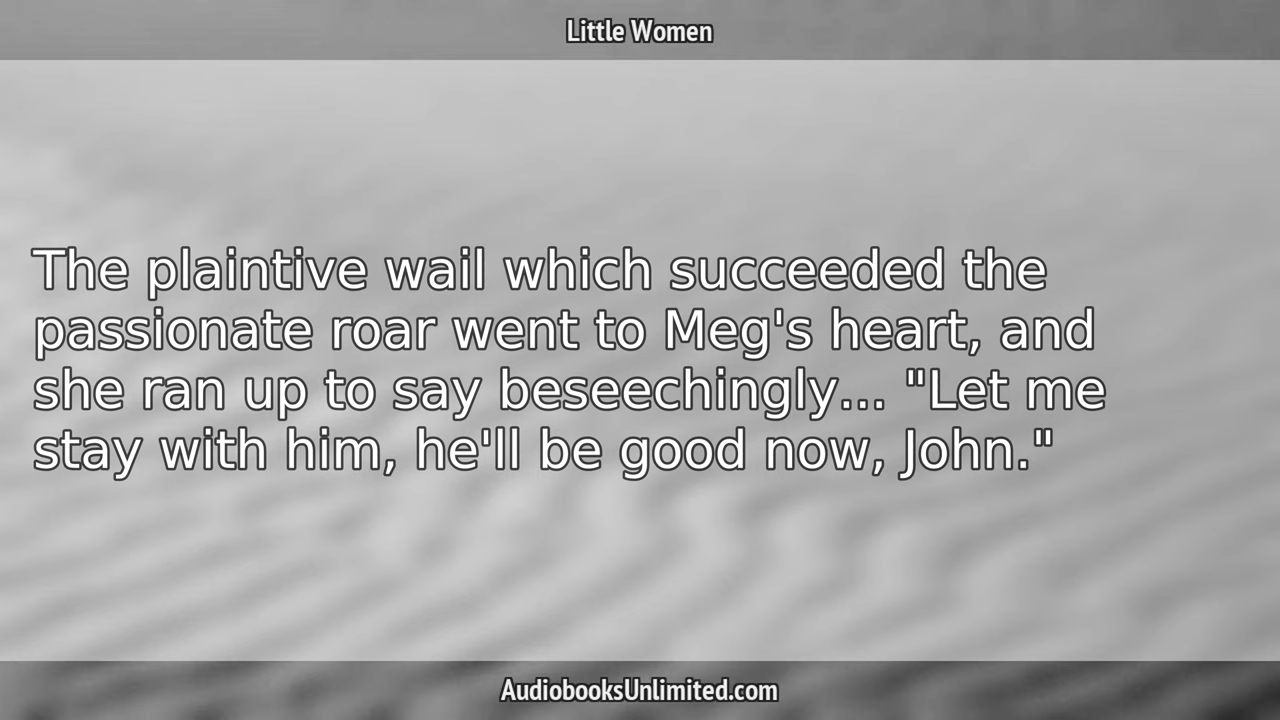 Little Women
The plaintive wail which succeeded the
passionate roar went to Meg's heart, and
she ran up to say beseechingly... "Let me
stay with him, he'll be good now, John."
AudiobooksUnlimited.com